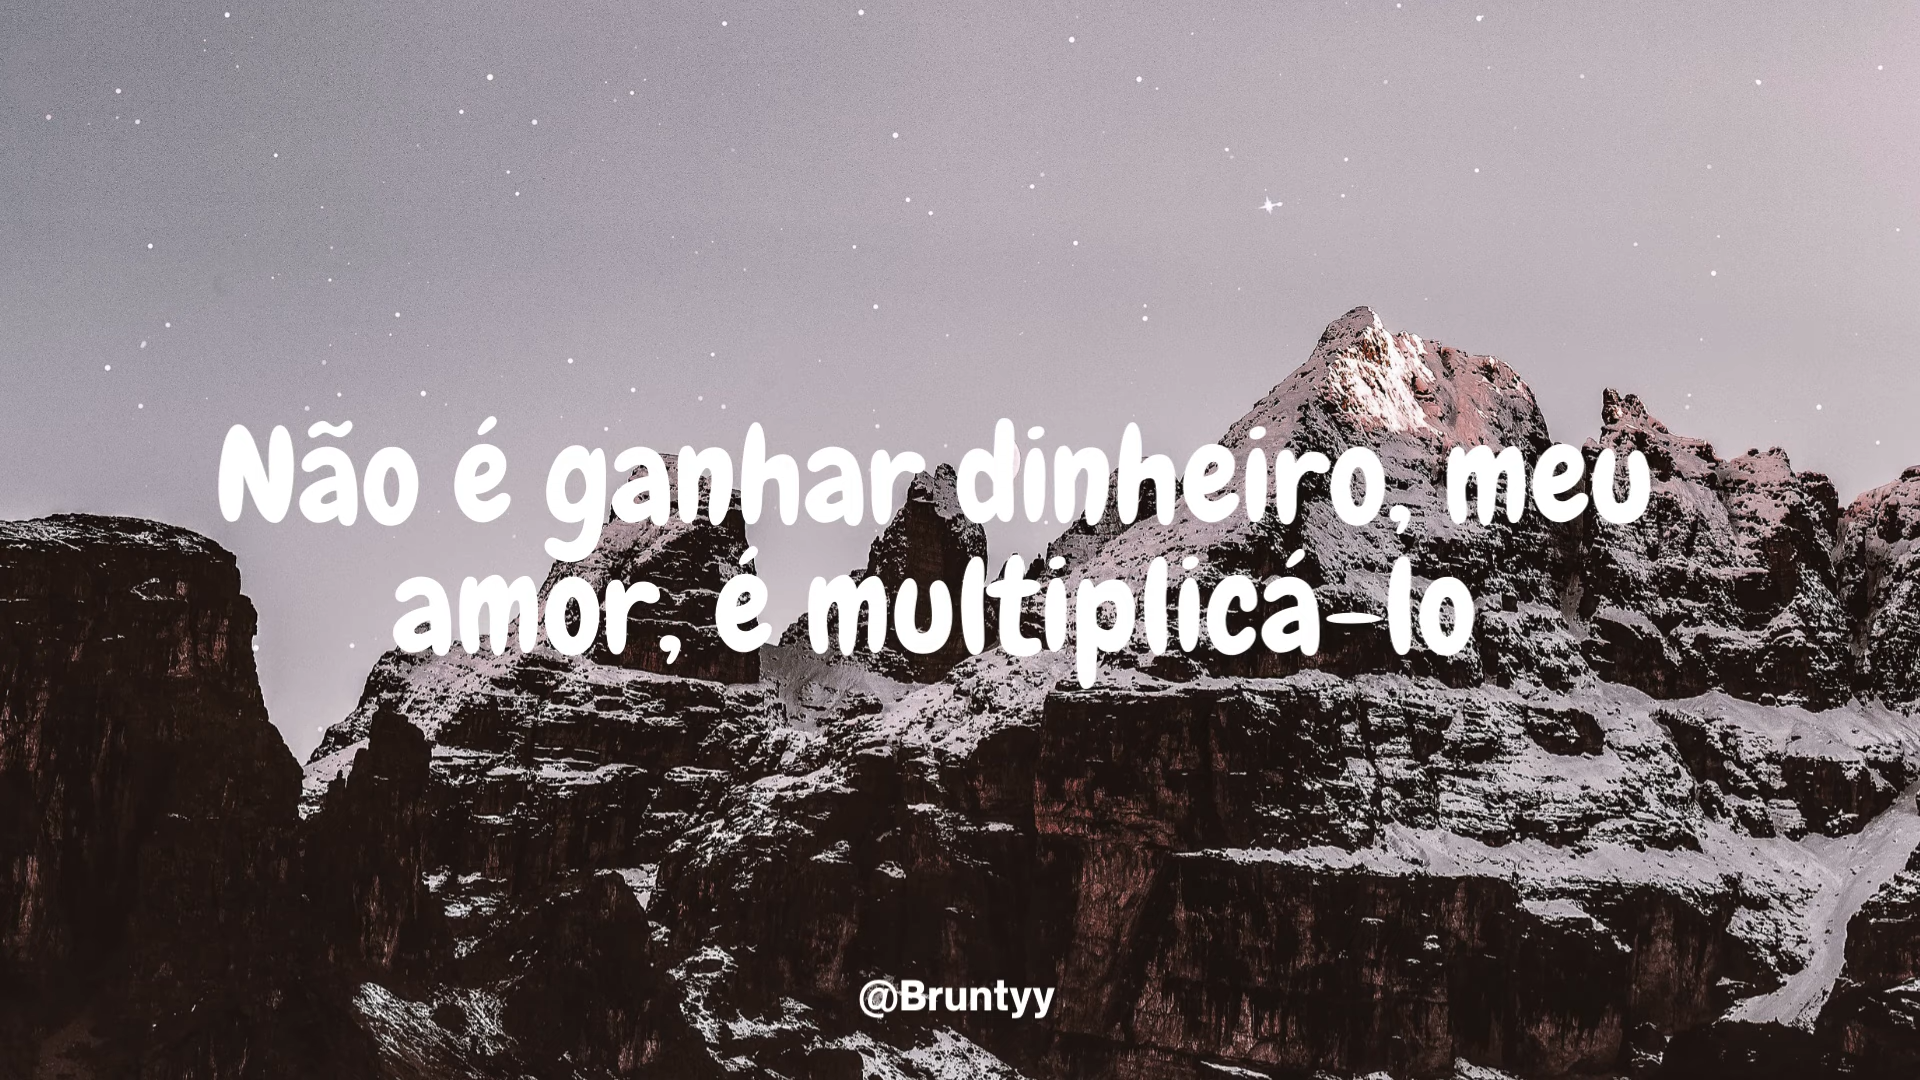 Não é ganhar dinheiro, meu
amor, é multiplicá-lo
@Bruntyy